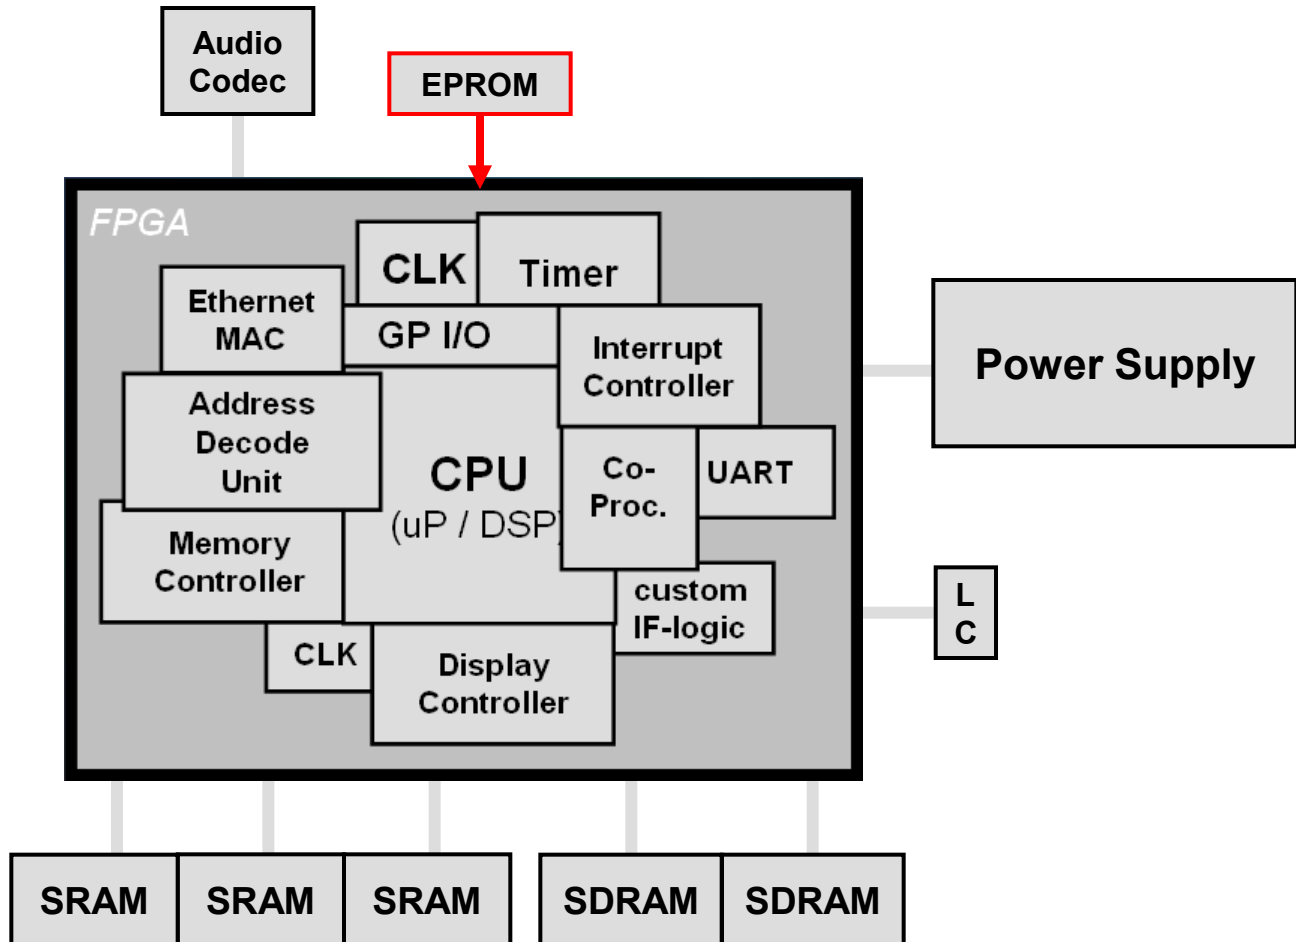 Audio
Codec
EPROM
FPGA
CLK
Timer
Ethernet
MAC
GP I/O
Interrupt
Controller
Address
Decode
Unit
CPU
(uP / DSP)
Co-
Proc.
UART
Power Supply
Memory
Controller
custom
IF-logic
L
C
CLK
Display
Controller
SRAM
SRAM
SRAM
SDRAM
SDRAM